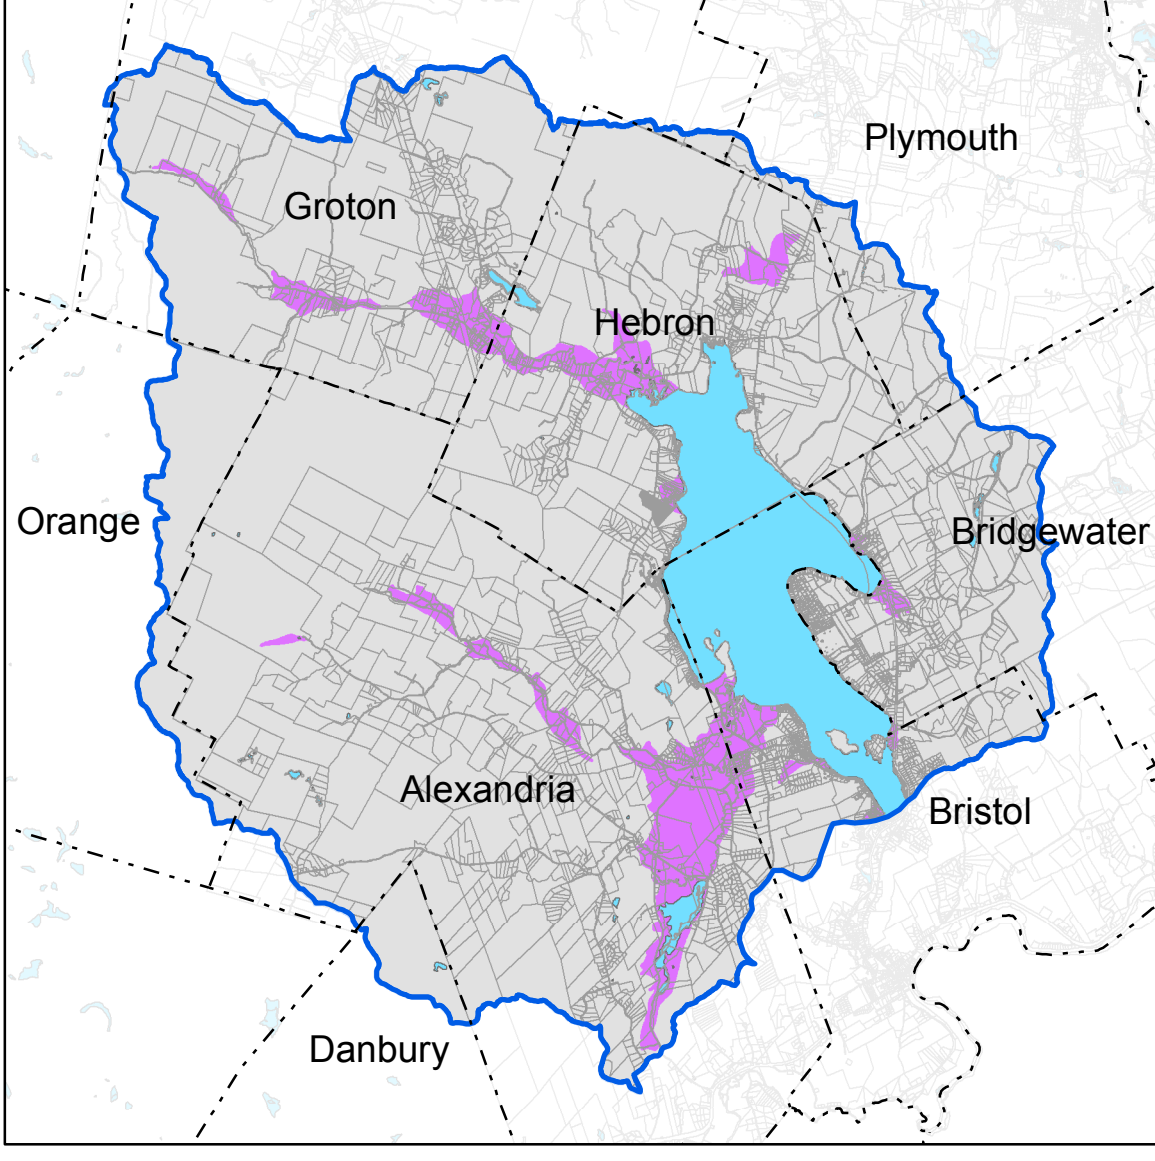 Plymouth
Groton
Hebron
Orange
Bridgewater
Alexandria
Bristol
Danbury